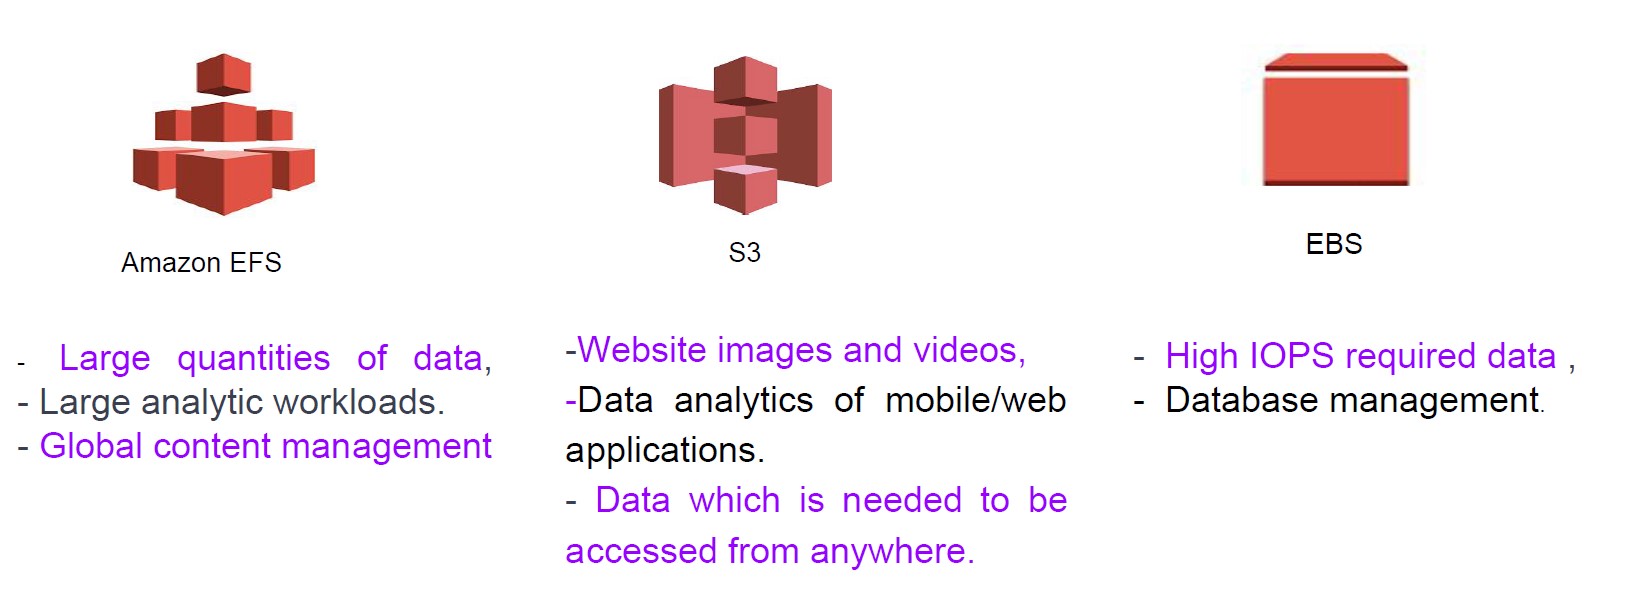 Amazon EFS
- Large quantities of data,
- Large analytic workloads.
- Global content management
S3
-Website images and videos,
-Data analytics of mobile/web
applications.
- Data which is needed to be
accessed from anywhere.
EBS
- High IOPS required data ,
- Database management.